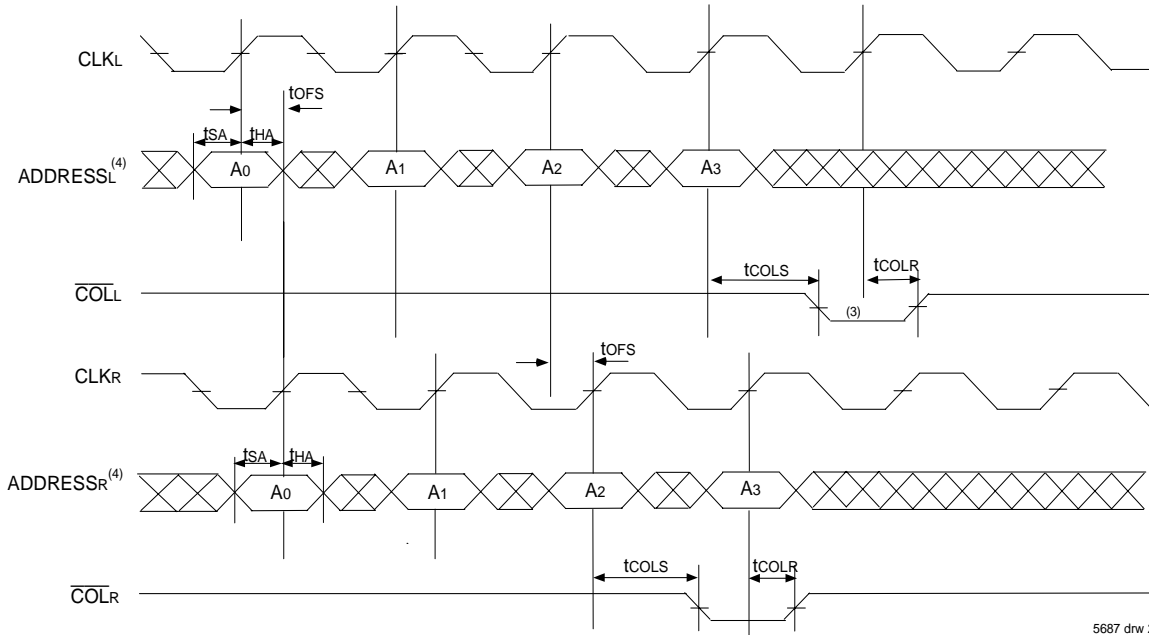 CLKL
tOFS
tSA tHA
ADDRESSL(4) A0 A1 A2 A3
tCOLS tCOLR
COLL (3)
tOFS
CLKR
tSA tHA
ADDRESSR(4) A0 A1 A2 A3
tCOLS tCOLR
COLR
5687 drw